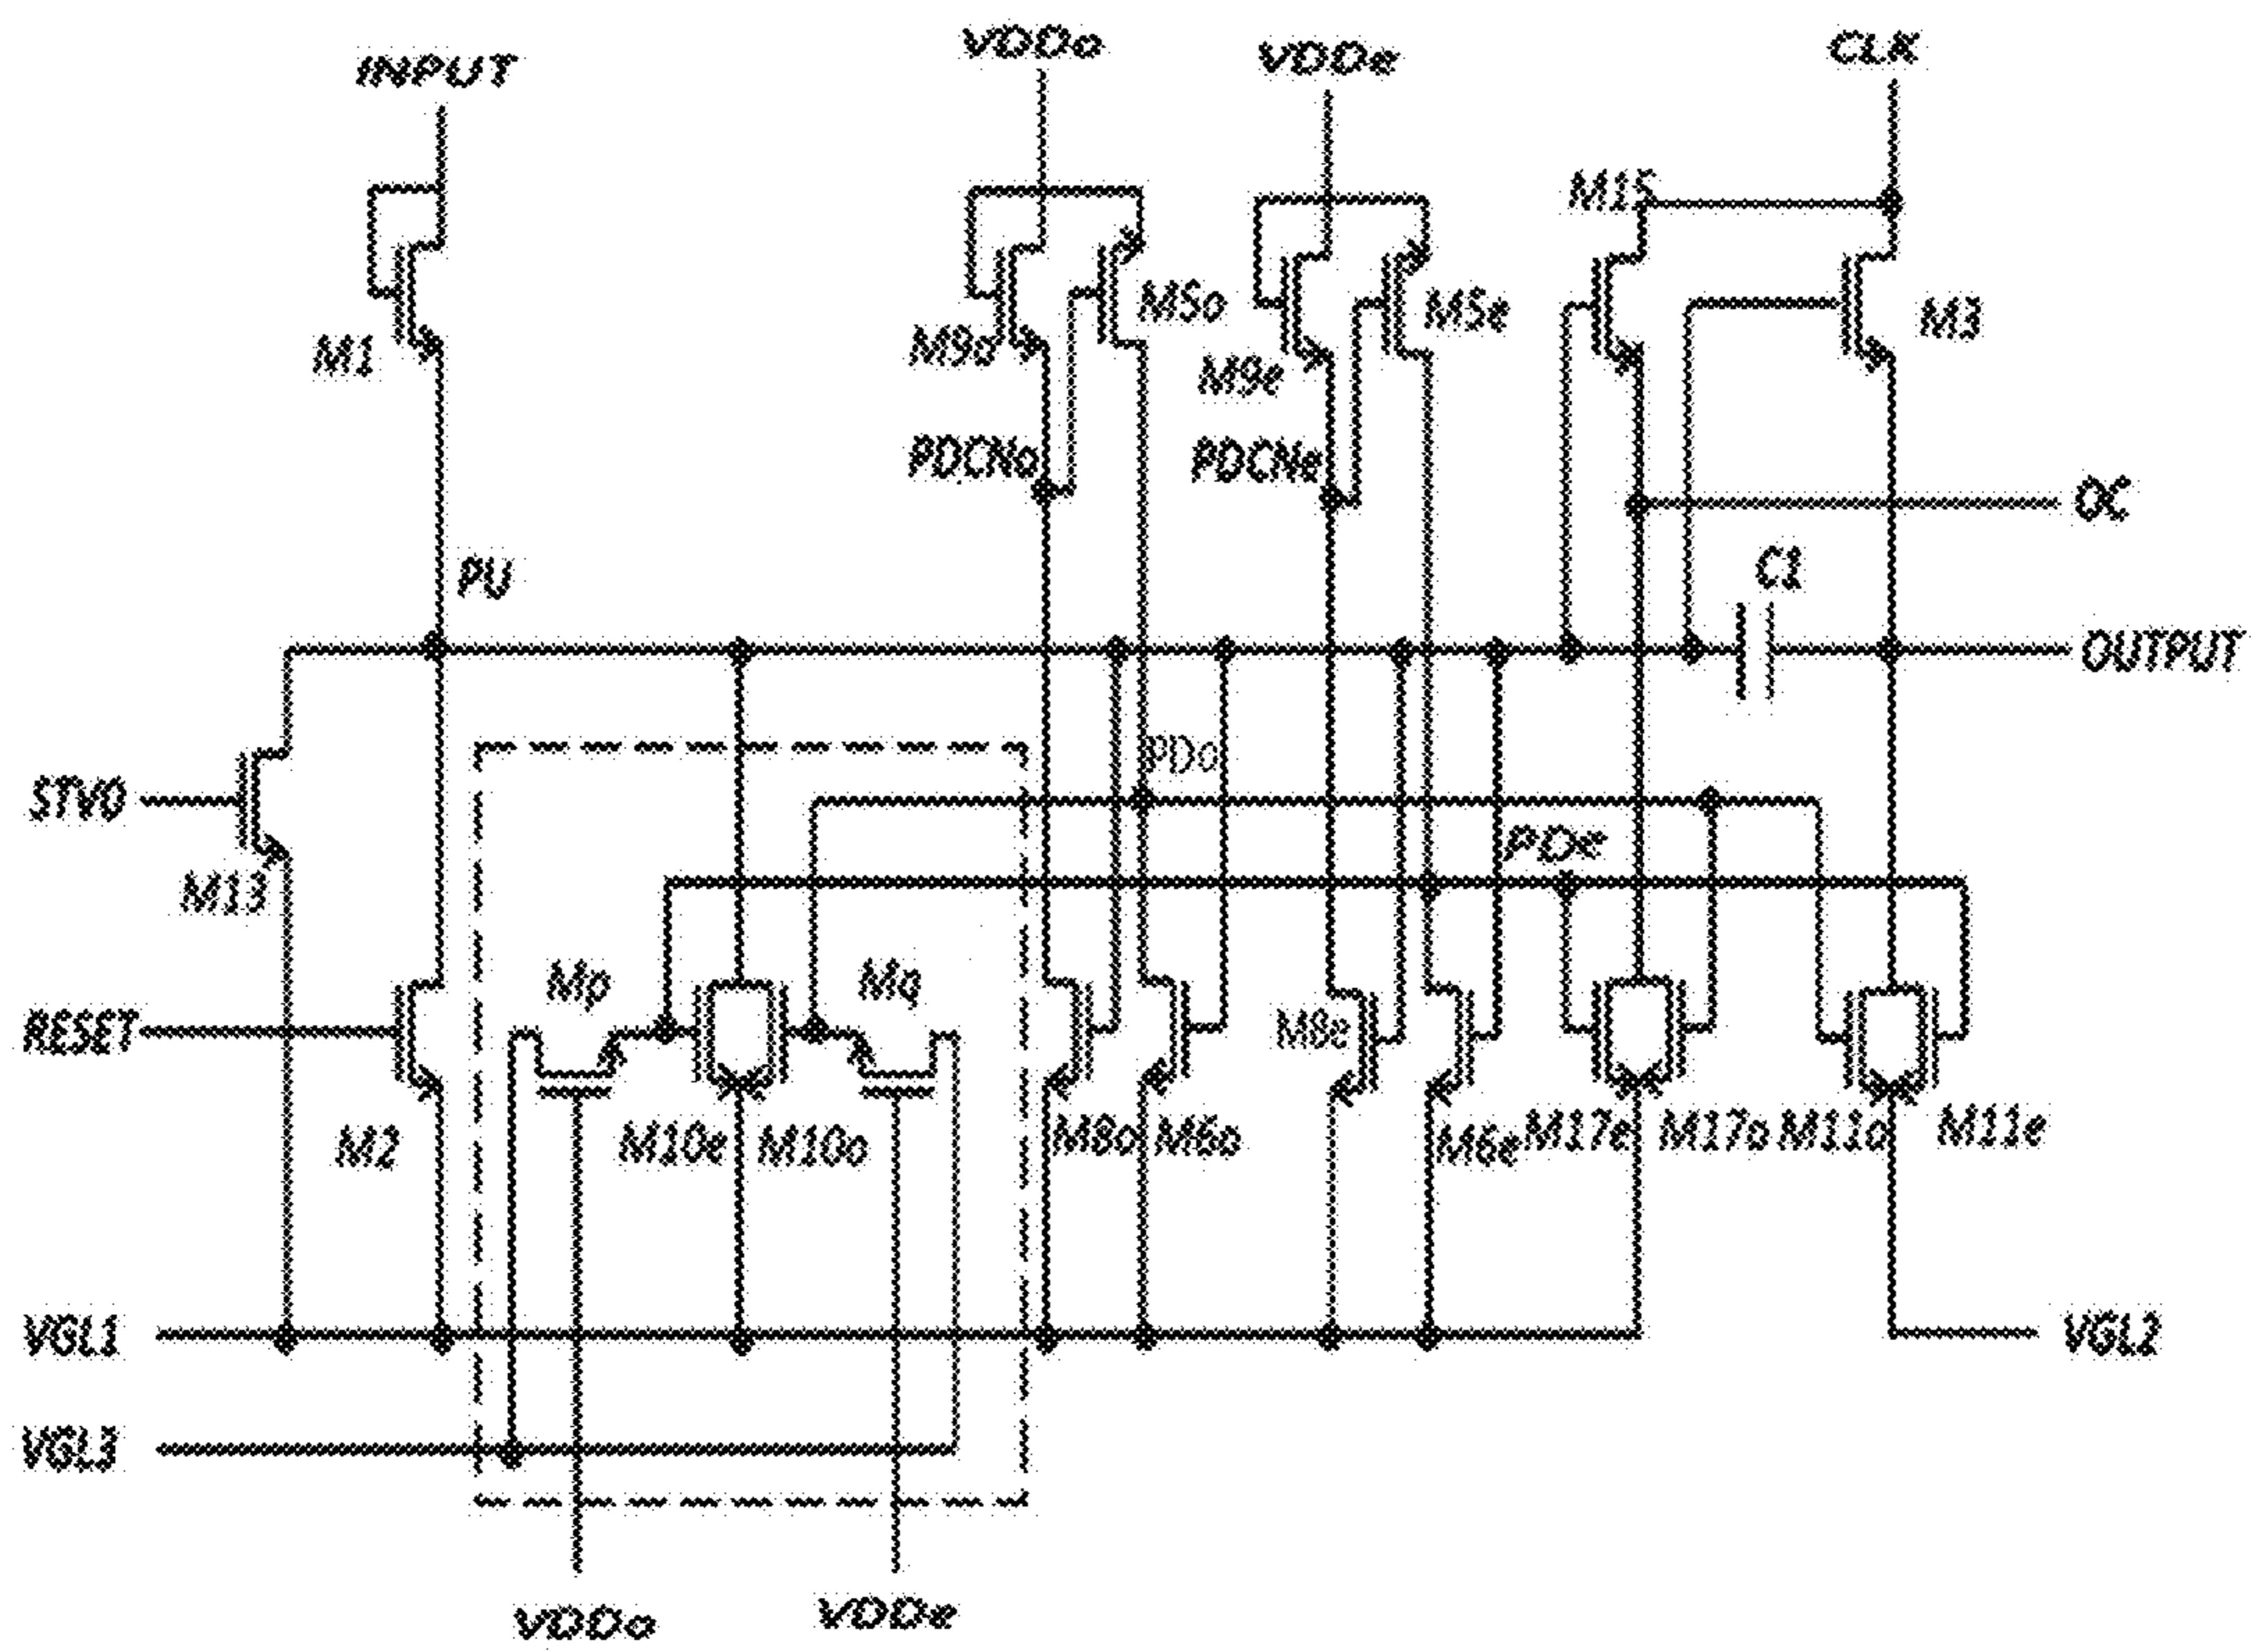 INPUT
VDDo
VDDe
CLK
M15
M1
M9o
M5o
M9e
M5e
M3
PDCNo
PDCNe
OC
PU
C1
OUTPUT
PDo
STV0
PDe
M13
Mp
Mq
RESET
M8e
M2
M10e
M10o
M8o
M6o
M6e
M17e
M17o
M11o
M11e
VGL1
VGL2
VGL3
VDDo
VDDe